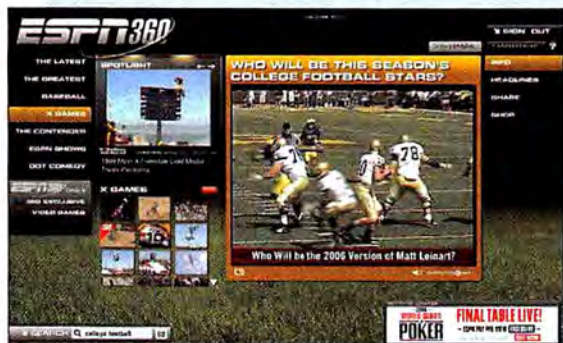 ESPN360
SIGN OUT
THE LATEST
THE GREATEST
BASEBALL
X GAMES
THE CONTENDER
ESPN SHOWS
DOT COMEDY
360 EXCLUSIVE
VIDEO GAMES
SPOTLIGHT
X GAMES
WHO WILL BE THIS SEASON'S
COLLEGE FOOTBALL STARS?
78
Who Will be the 2006 Version of Matt Leinart?
INFO
HEADLINES
SHARE
SHOP
SEARCH college football GO
POKER
FINAL TABLE LIVE!